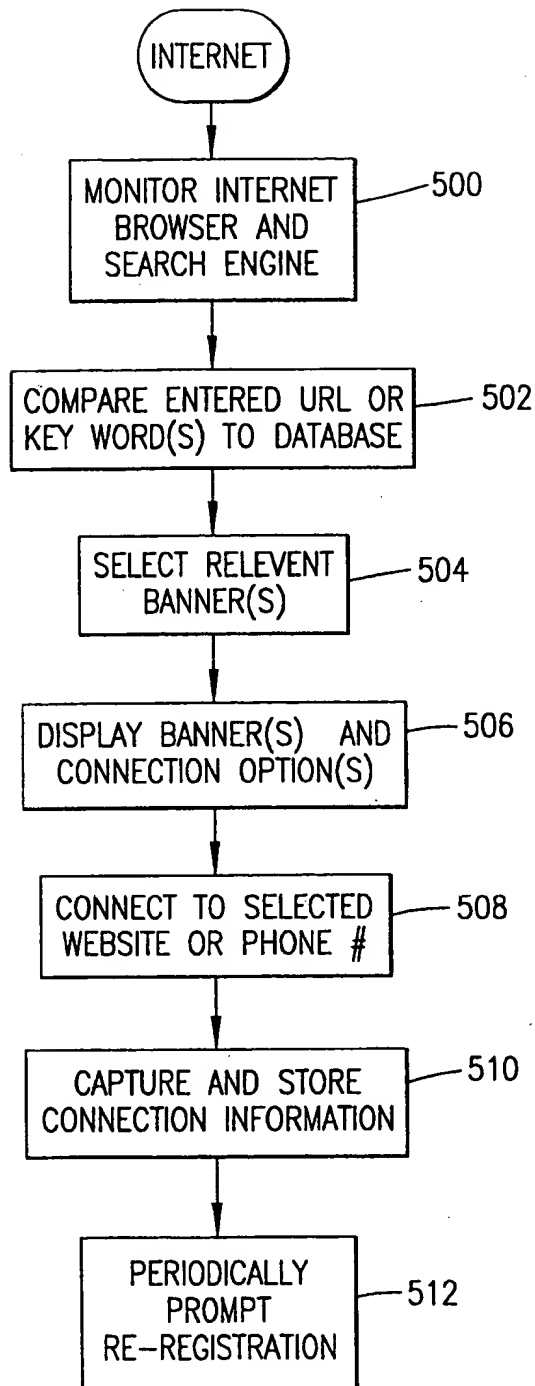 INTERNET
MONITOR INTERNET
BROWSER AND
SEARCH ENGINE
500
COMPARE ENTERED URL OR
KEY WORD(S) TO DATABASE
502
SELECT RELEVENT
BANNER(S)
504
DISPLAY BANNER(S) AND
CONNECTION OPTION(S)
506
CONNECT TO SELECTED
WEBSITE OR PHONE #
508
CAPTURE AND STORE
CONNECTION INFORMATION
510
PERIODICALLY
PROMPT
RE-REGISTRATION
512